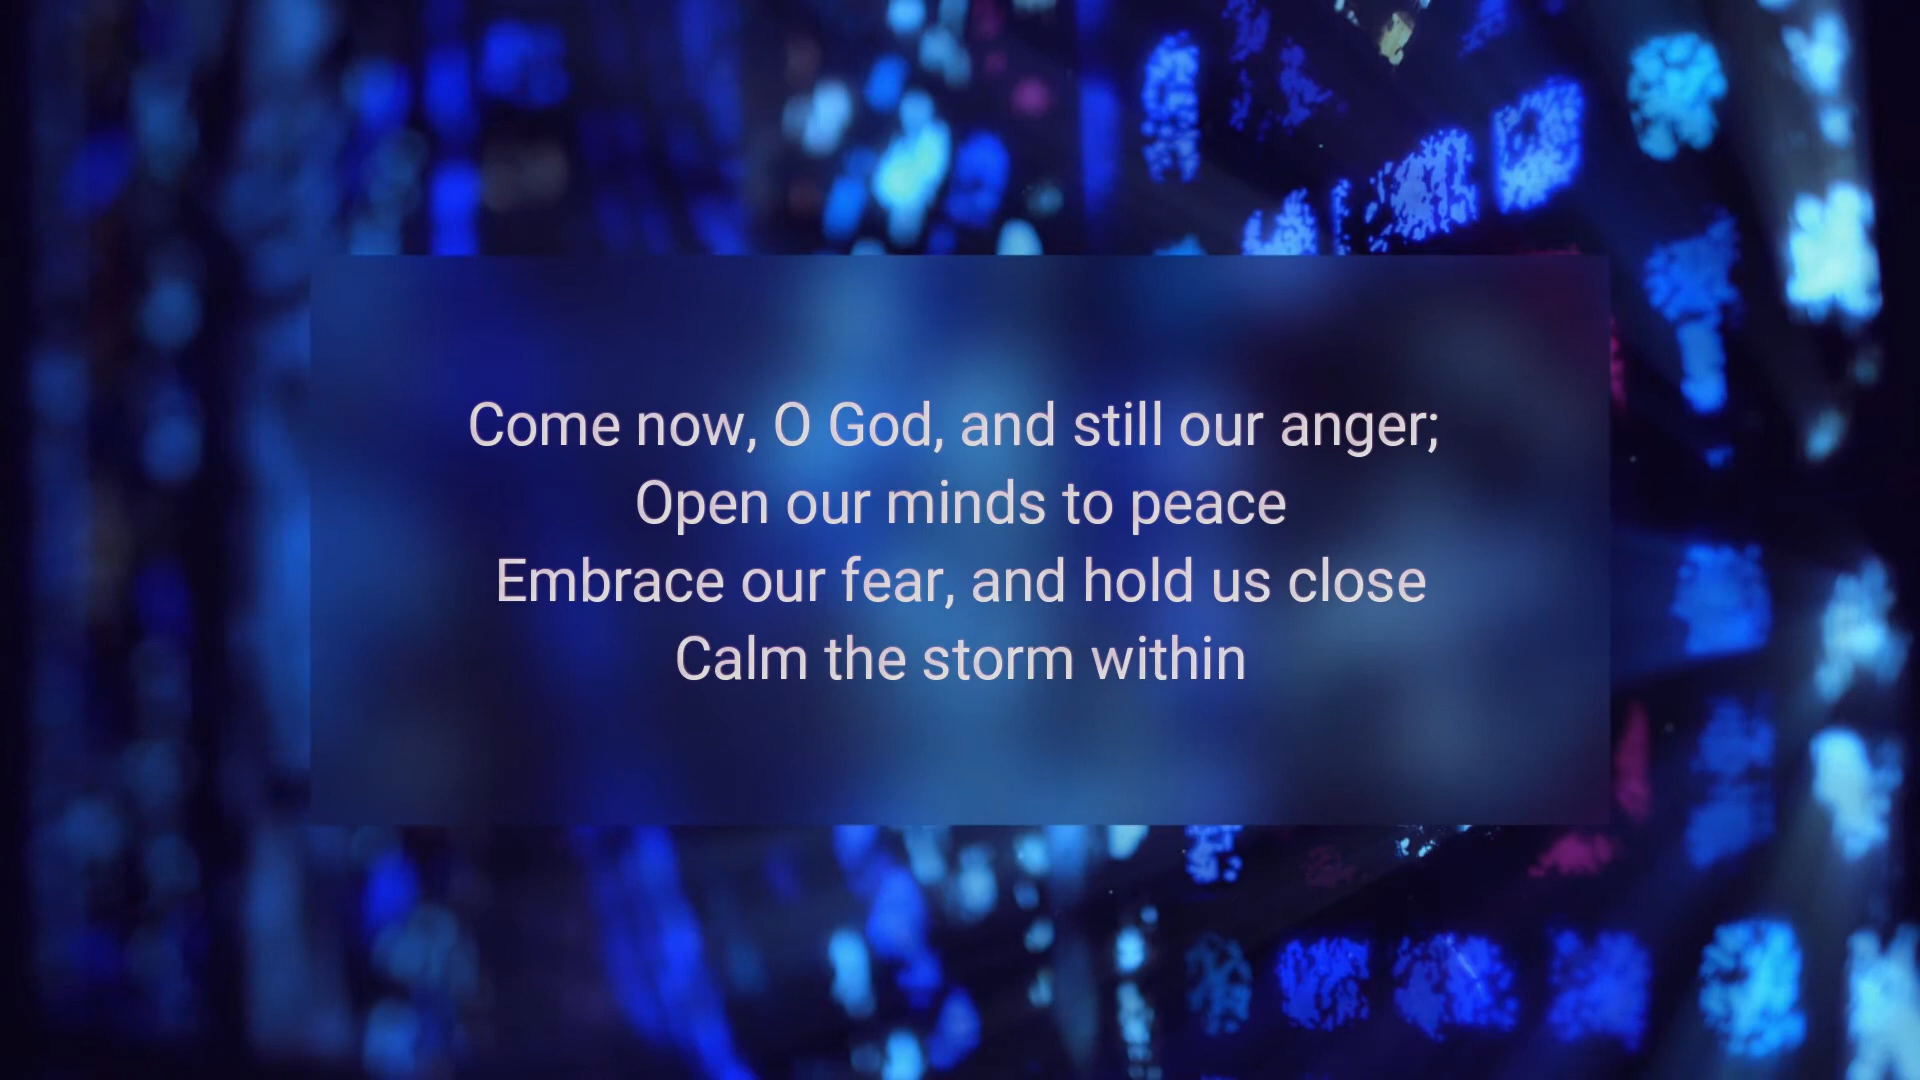 Come now, O God, and still our anger;
Open our minds to peace
Embrace our fear, and hold us close
Calm the storm within